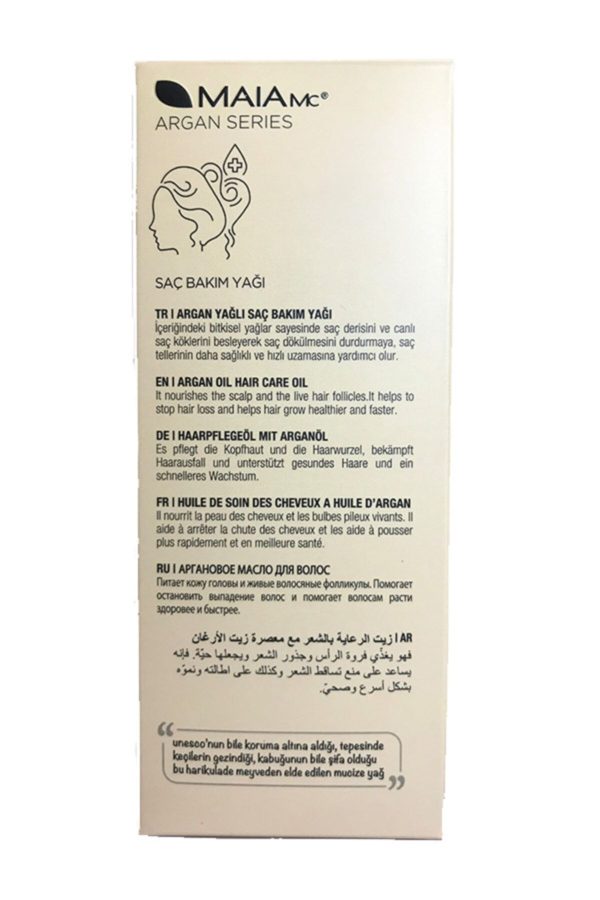 MAIAMC®
ARGAN SERIES
SAÇ BAKIM YAĞI
TR | ARGAN YAĞLI SAÇ BAKIM YAĞI
İçeriğindeki bitkisel yağlar sayesinde saç derisini ve canlı
saç köklerini besleyerek saç dökülmesini durdurmaya, saç
tellerinin daha sağlıklı ve hızlı uzamasına yardımcı olur.
EN | ARGAN OIL HAIR CARE OIL
It nourishes the scalp and the live hair follicles.It helps to
stop hair loss and helps hair grow healthier and faster.
DE | HAARPFLEGEÖL MIT ARGANÖL
Es pflegt die Kopfhaut und die Haarwurzel, bekämpft
Haarausfall und unterstützt gesundes Haare und ein
schnelleres Wachstum.
FR | HUILE DE SOIN DES CHEVEUX A HUILE D'ARGAN
Il nourrit la peau des cheveux et les bulbes pileux vivants. Il
aide à arrêter la chute des cheveux et les aide à pousser
plus rapidement et en meilleure santé.
RU | АРГАНОВОЕ МАСЛО ДЛЯ ВОЛОС
Питает кожу головы и живые волосяные фолликулы. Помогает
остановить выпадение волос и помогает волосам расти
здоровее и быстрее.
AR | زيت الرعاية بالشعر مع معصرة زيت الأرغان
فهو يغذّي فروة الرأس وجذور الشعر ويجعلها حيّة. فإنه
يساعد على منع تساقط الشعر وكذلك على اطالته ونموّه
بشكل أسرع وصحيّ.
“unesco'nun bile koruma altına aldığı, tepesinde
keçilerin gezindiği, kabuğunun bile şifa olduğu
bu harikulade meyveden elde edilen mucize yağ”